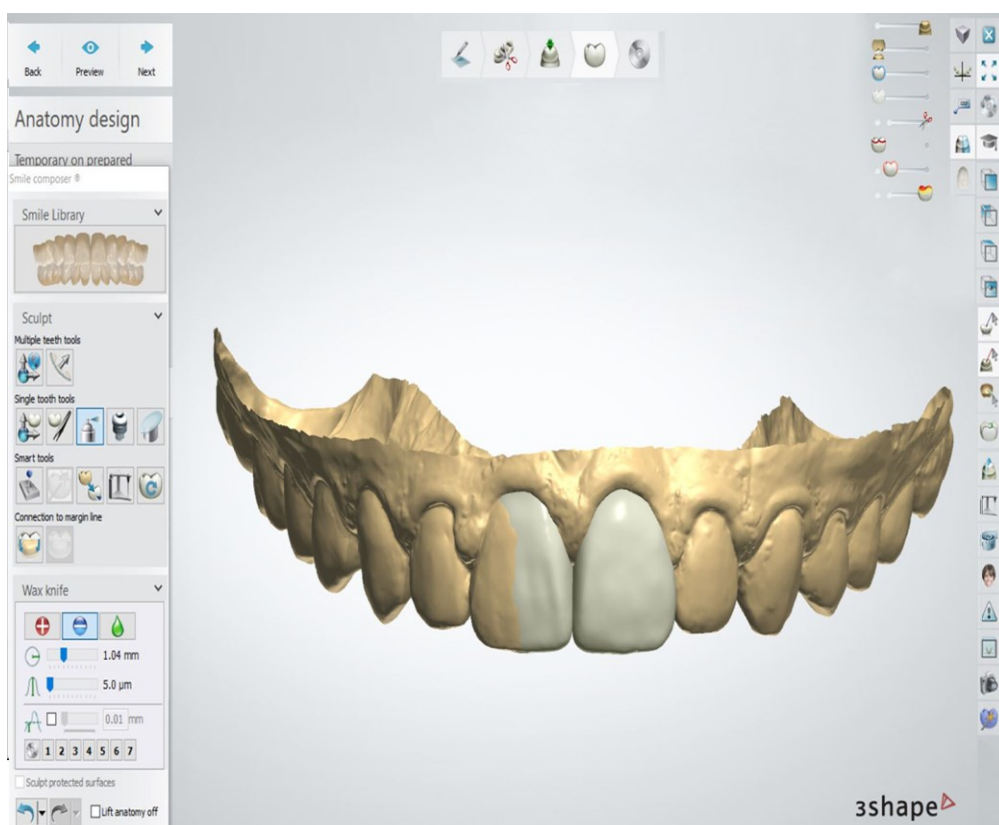 Back Preview Next
Anatomy design
Temporary on prepared
Smile composer ®
Smile Library
Sculpt
Multiple teeth tools
Single tooth tools
Smart tools
Connection to margin line
Wax knife
1.04 mm
5.0 µm
0.01 mm
1 2 3 4 5 6 7
Sculpt protected surfaces
Lift anatomy off
3shape